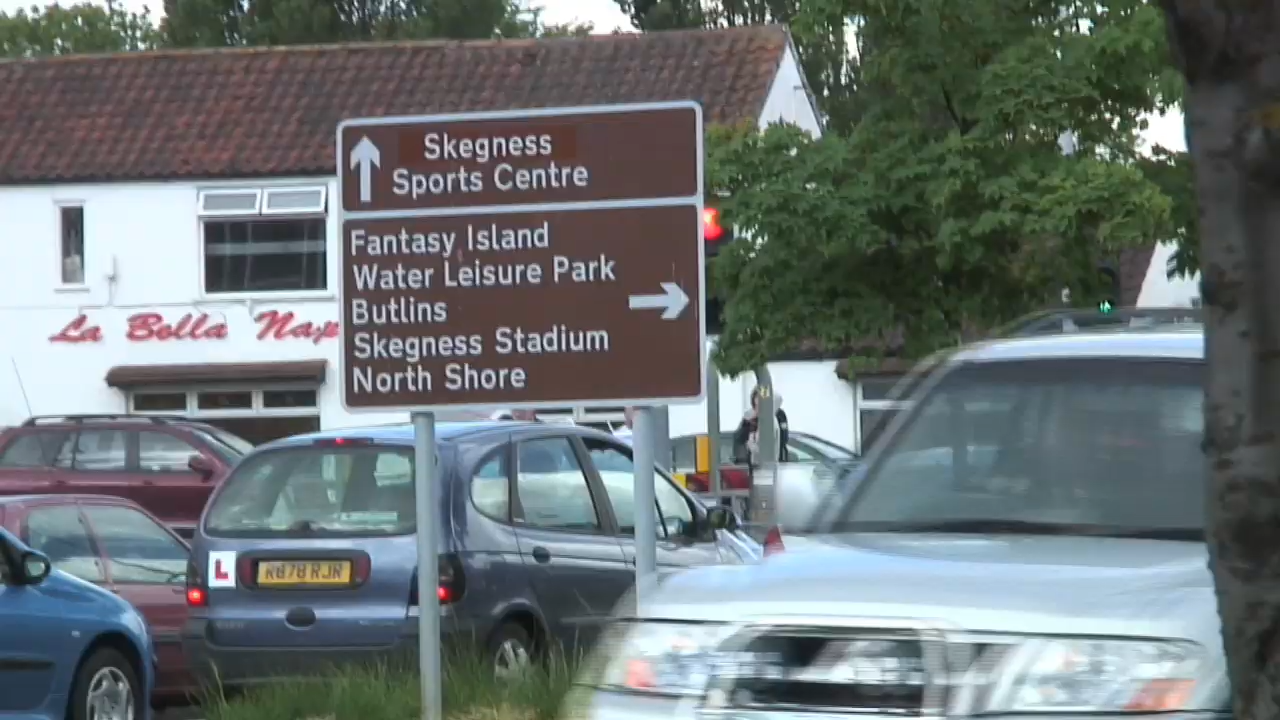 Skegness
Sports Centre
Fantasy Island
Water Leisure Park
Butlins
Skegness Stadium
North Shore
La Bella Nap
L
R878 RJR